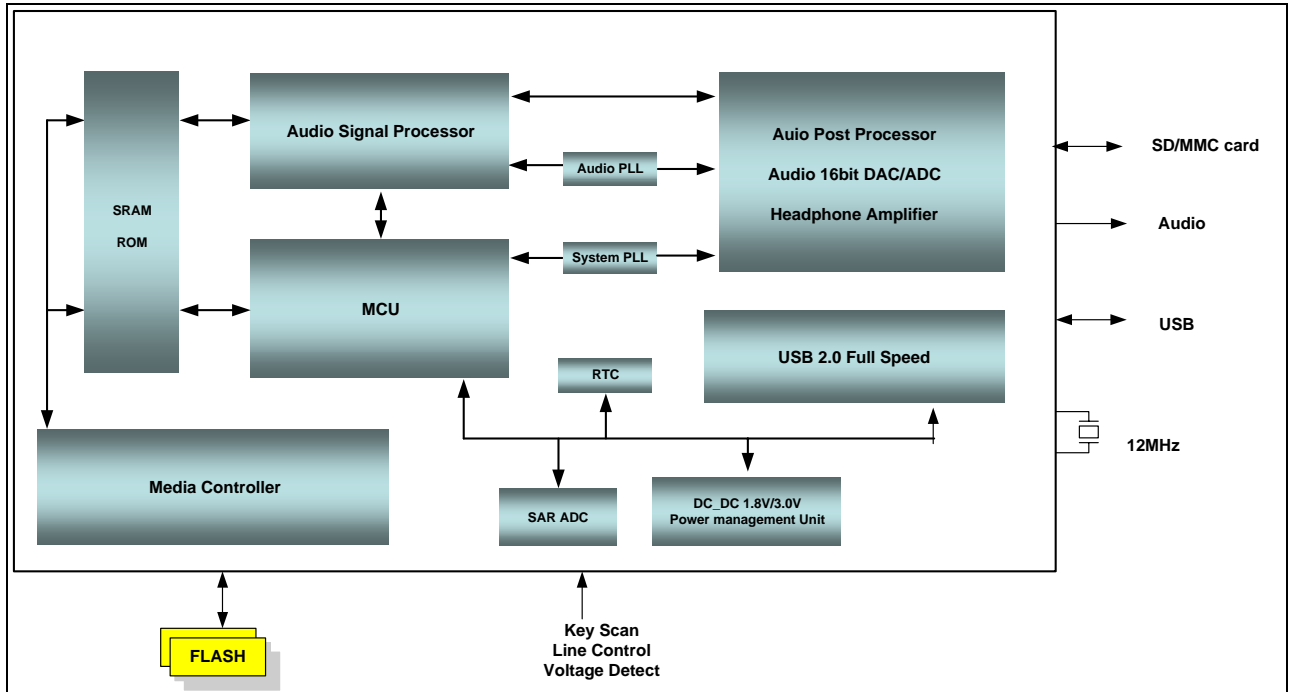 Audio Signal Processor
Auio Post Processor
Audio 16bit DAC/ADC
Headphone Amplifier
SD/MMC card
Audio PLL
SRAM
ROM
Audio
System PLL
MCU
USB
USB 2.0 Full Speed
RTC
12MHz
Media Controller
SAR ADC
DC_DC 1.8V/3.0V
Power management Unit
FLASH
Key Scan
Line Control
Voltage Detect